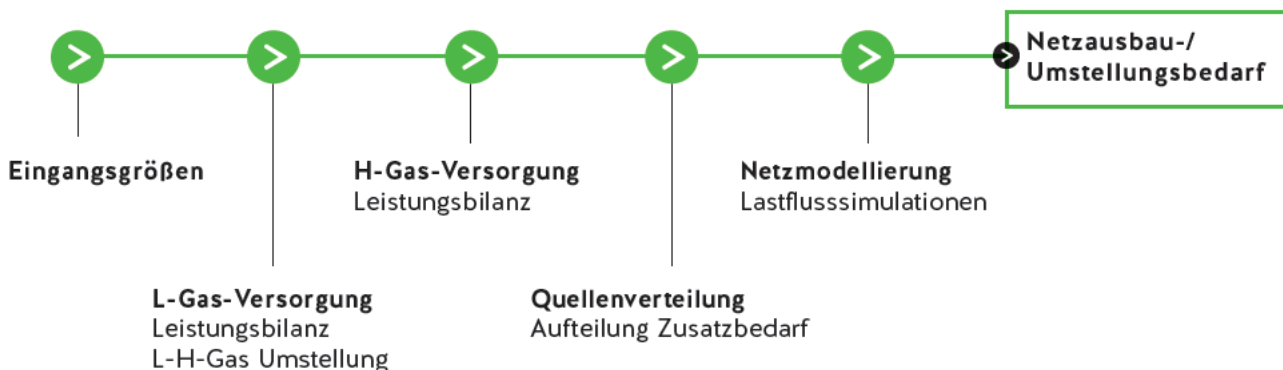 Netzausbau-/
Umstellungsbedarf
Eingangsgrößen
L-Gas-Versorgung
Leistungsbilanz
L-H-Gas Umstellung
H-Gas-Versorgung
Leistungsbilanz
Quellenverteilung
Aufteilung Zusatzbedarf
Netzmodellierung
Lastflusssimulationen